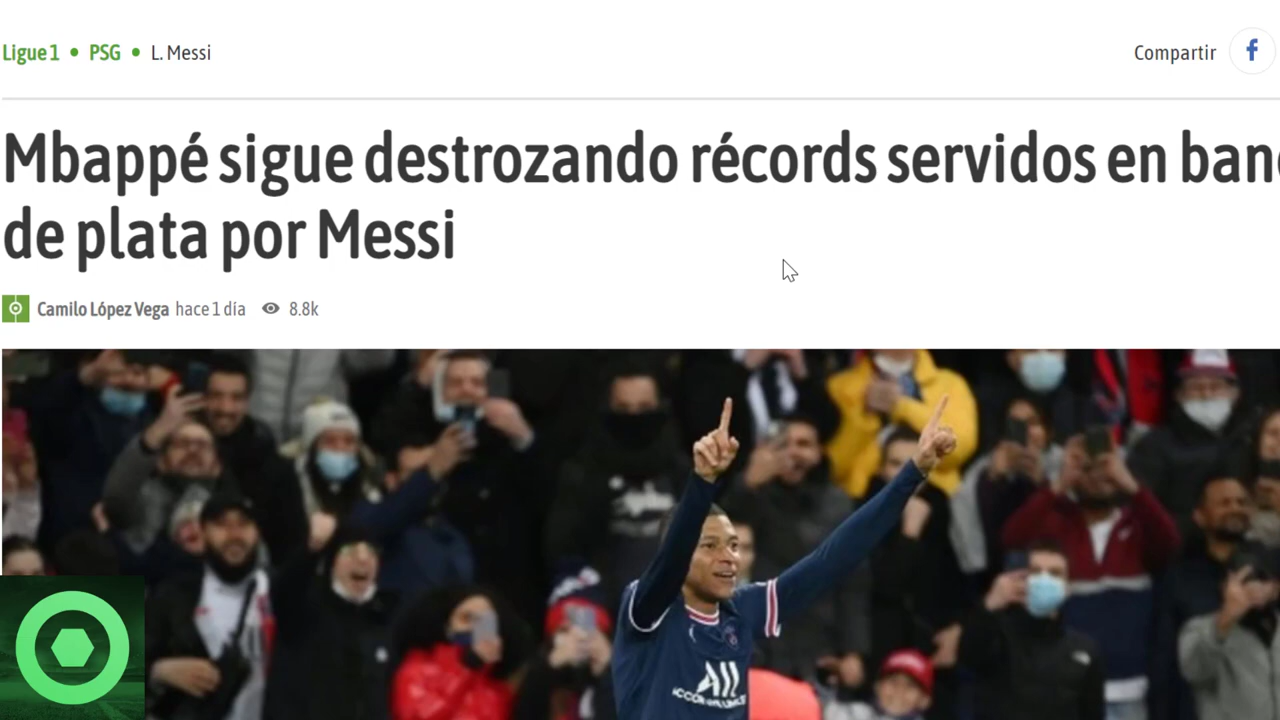 Ligue 1 • PSG • L. Messi
Compartir
Mbappé sigue destrozando récords servidos en
de plata por Messi
Camilo López Vega hace 1 día 8.8k
ALL